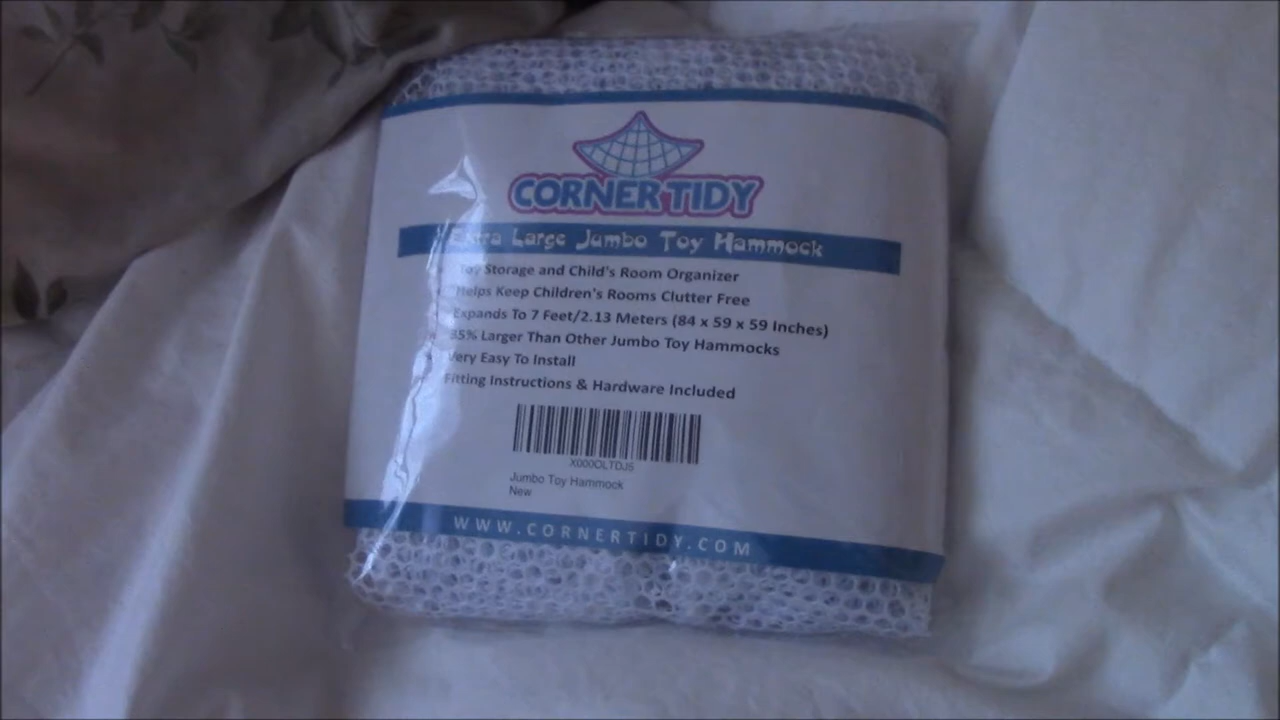 CORNER TIDY
Extra Large Jumbo Toy Hammock
Toy Storage and Child's Room Organizer
Helps Keep Children's Rooms Clutter Free
Expands To 7 Feet/2.13 Meters (84 x 59 x 59 Inches)
35% Larger Than Other Jumbo Toy Hammocks
Very Easy To Install
Fitting Instructions & Hardware Included
X000OLTDJ5
Jumbo Toy Hammock
New
WWW.CORNERTIDY.COM